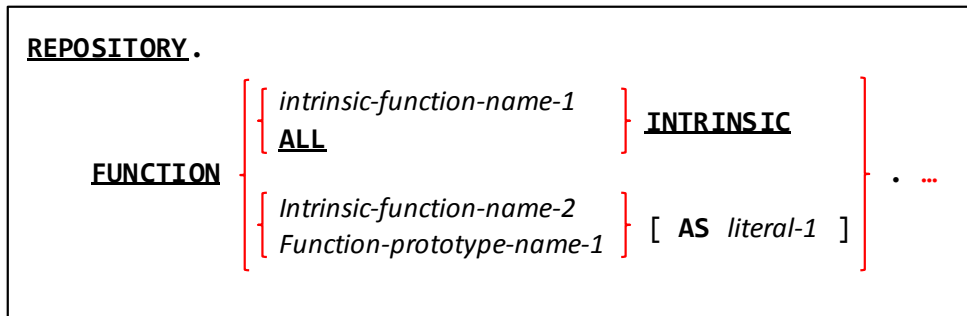 REPOSITORY.
intrinsic-function-name-1
ALL
INTRINSIC
FUNCTION
. …
Intrinsic-function-name-2
Function-prototype-name-1
[ AS literal-1 ]